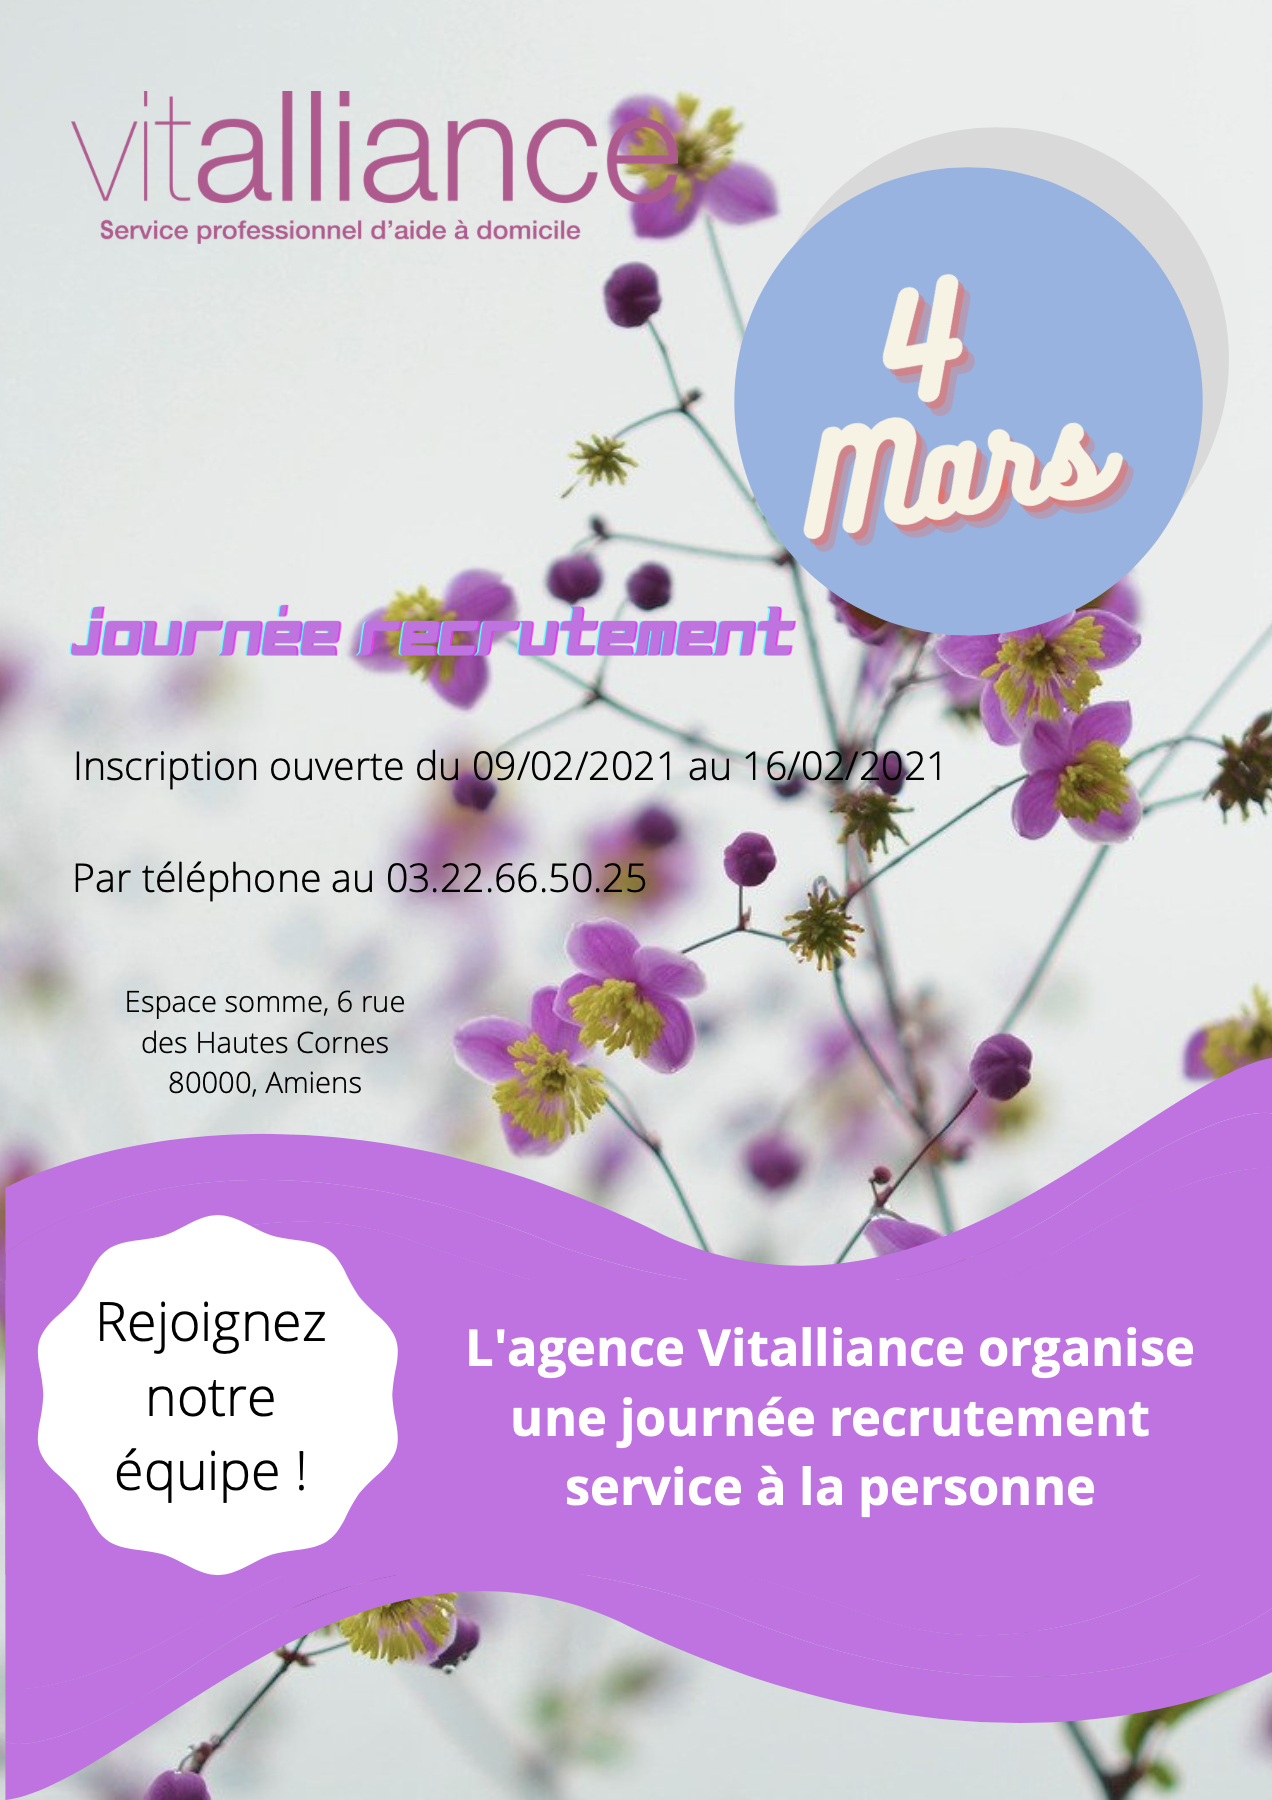 vitalliance
Service professionnel d'aide à domicile
4
Mars
journée recrutement
Inscription ouverte du 09/02/2021 au 16/02/2021
Par téléphone au 03.22.66.50.25
Espace somme, 6 rue
des Hautes Cornes
80000, Amiens
Rejoignez
notre
équipe !
L'agence Vitalliance organise
une journée recrutement
service à la personne